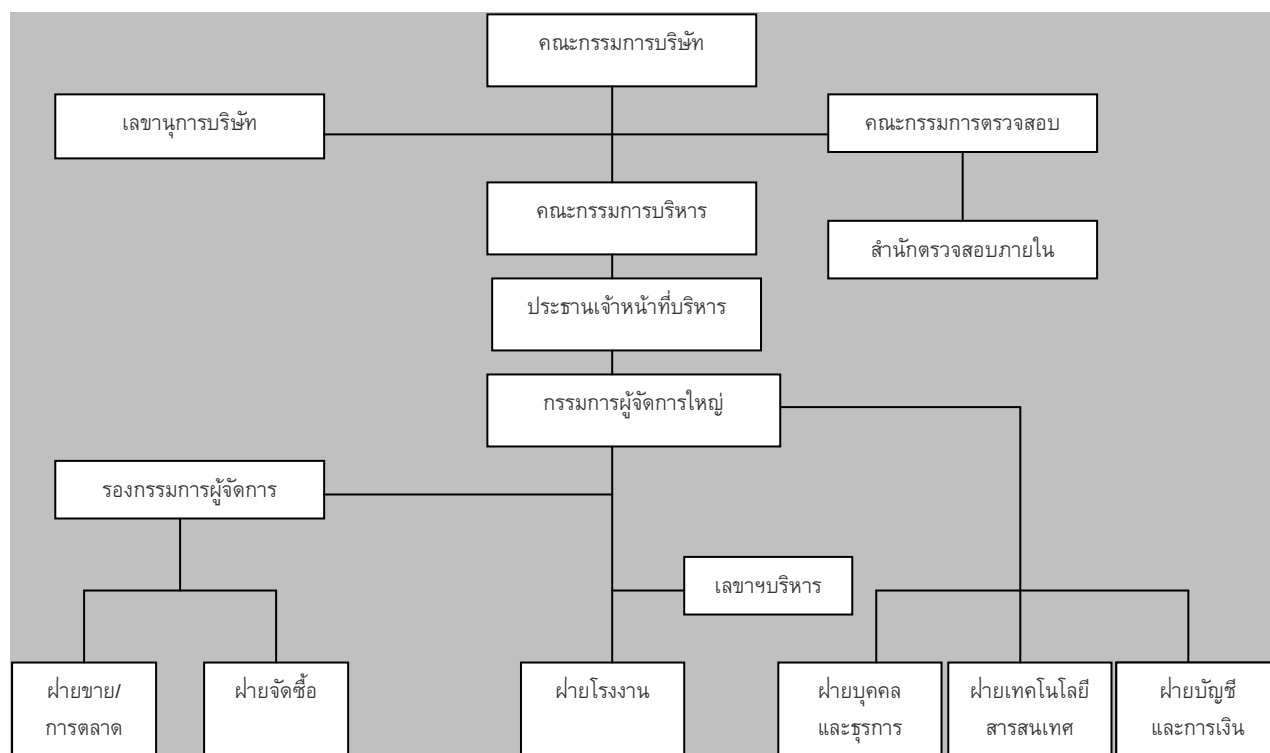 คณะกรรมการบริษัท
เลขานุการบริษัท
คณะกรรมการตรวจสอบ
คณะกรรมการบริหาร
สำนักตรวจสอบภายใน
ประธานเจ้าหน้าที่บริหาร
กรรมการผู้จัดการใหญ่
รองกรรมการผู้จัดการ
เลขาฯบริหาร
ฝ่ายขาย/
การตลาด
ฝ่ายจัดซื้อ
ฝ่ายโรงงาน
ฝ่ายบุคคล
และธุรการ
ฝ่ายเทคโนโลยี
สารสนเทศ
ฝ่ายบัญชี
และการเงิน